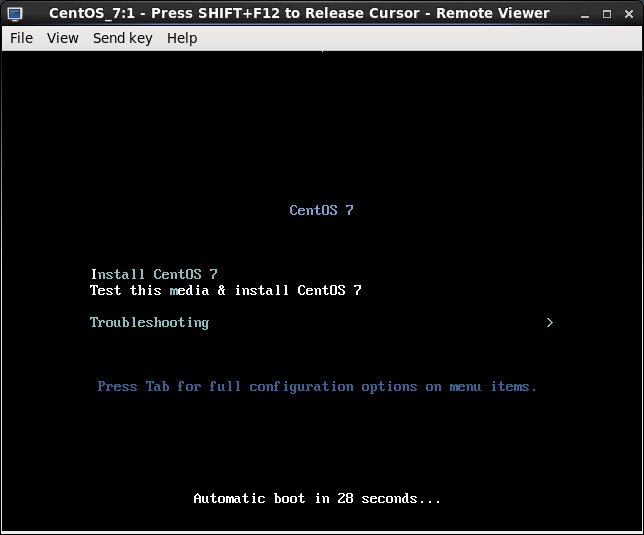 CentOS_7:1 - Press SHIFT+F12 to Release Cursor - Remote Viewer
File View Send key Help
CentOS 7
Install CentOS 7
Test this media & install CentOS 7
Troubleshooting >
Press Tab for full configuration options on menu items.
Automatic boot in 28 seconds...